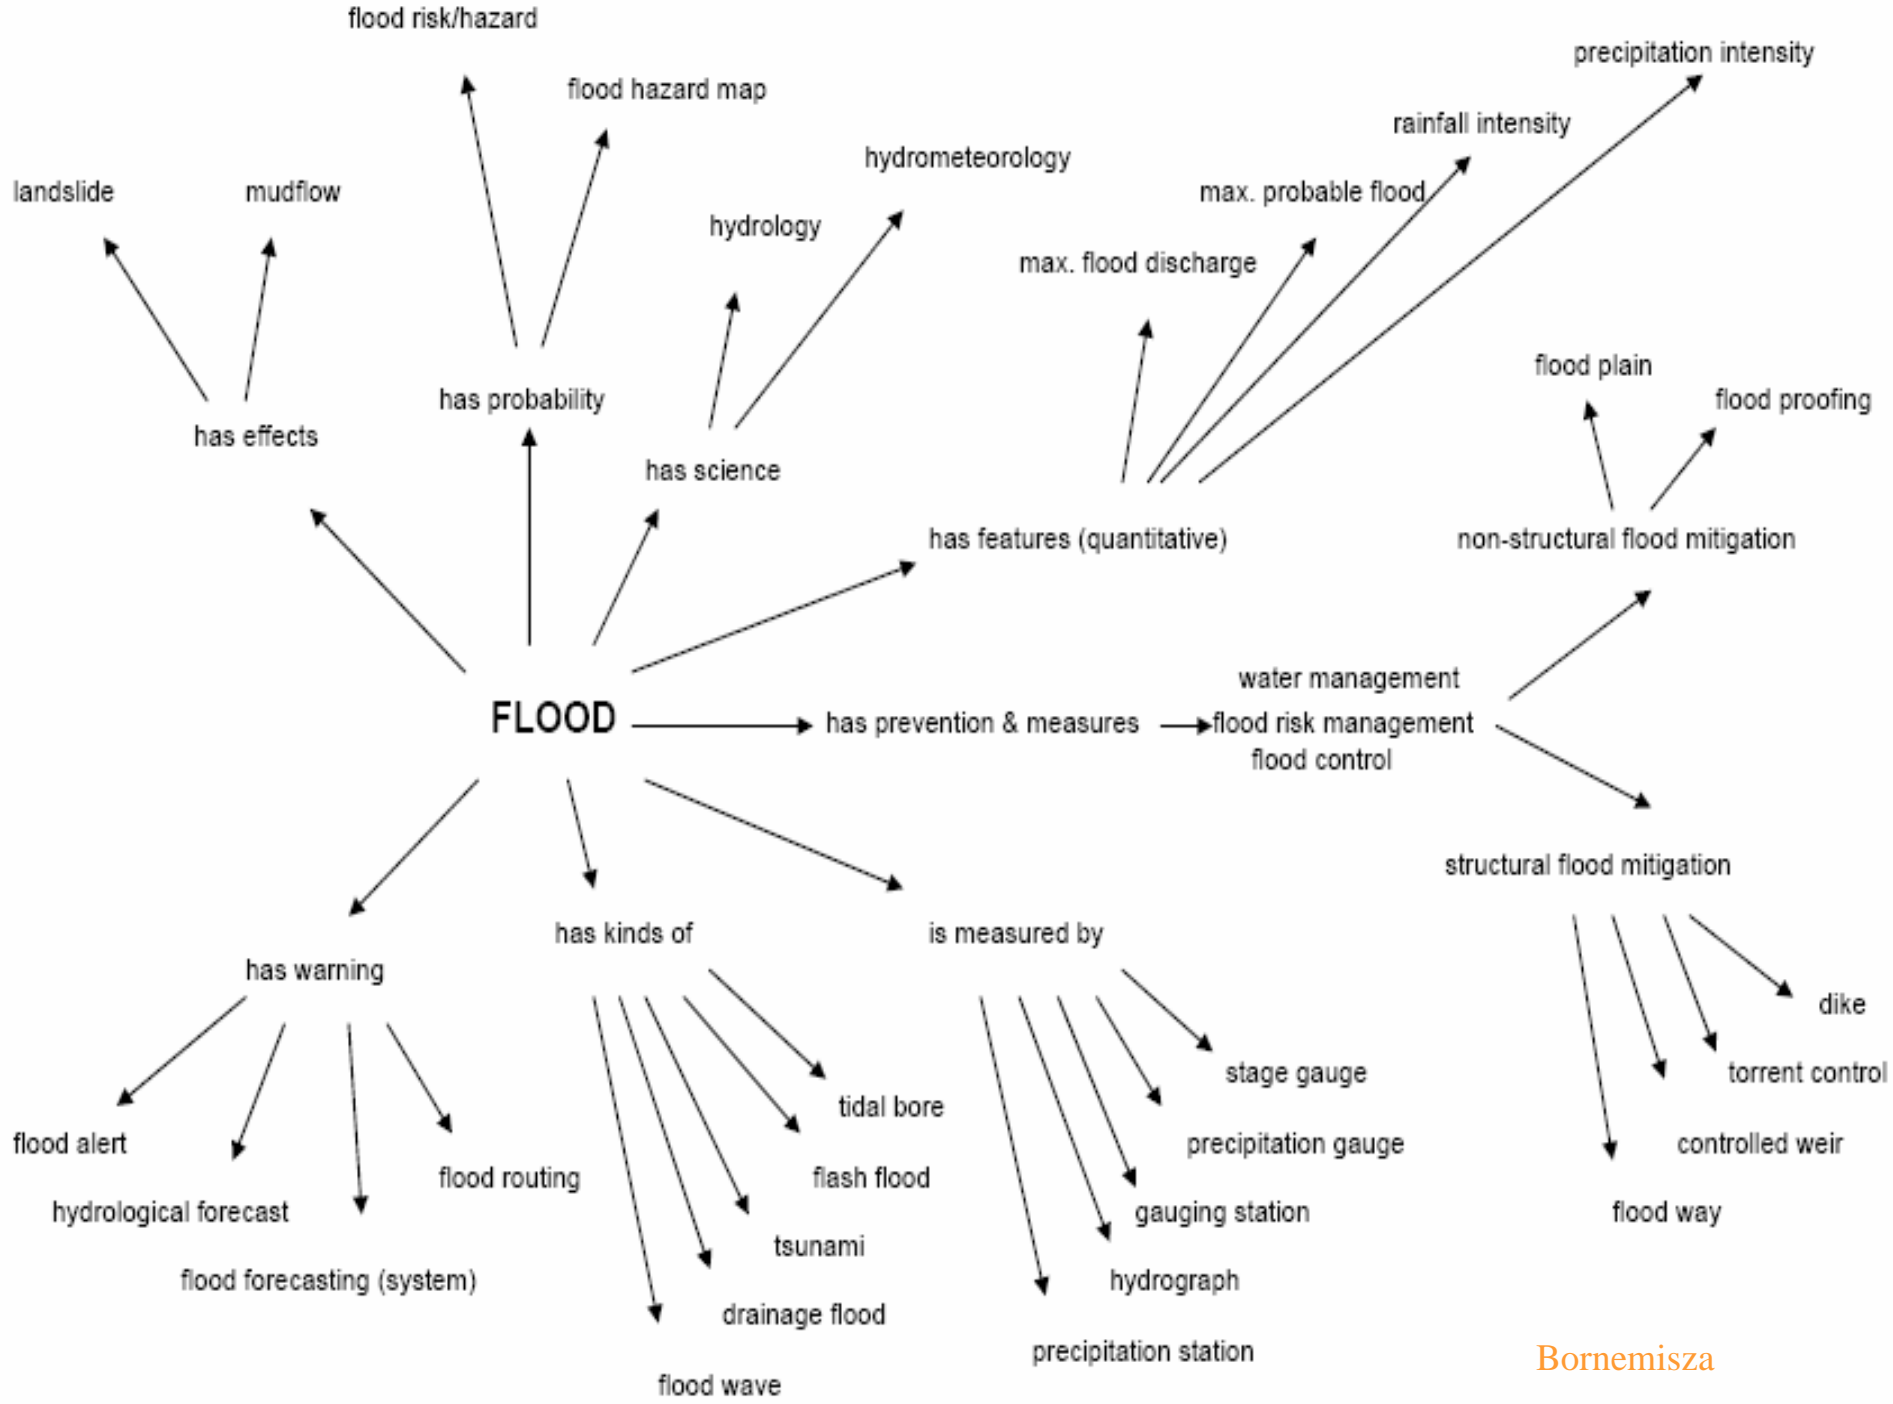 flood risk/hazard
precipitation intensity
flood hazard map
rainfall intensity
hydrometeorology
landslide
mudflow
max. probable flood
hydrology
max. flood discharge
flood plain
has probability
flood proofing
has effects
has science
has features (quantitative)
non-structural flood mitigation
water management
FLOOD
has prevention & measures
flood risk management
flood control
structural flood mitigation
has kinds of
is measured by
has warning
dike
stage gauge
torrent control
tidal bore
flood alert
precipitation gauge
controlled weir
flood routing
flash flood
hydrological forecast
gauging station
flood way
tsunami
flood forecasting (system)
hydrograph
drainage flood
precipitation station
Bornemisza
flood wave